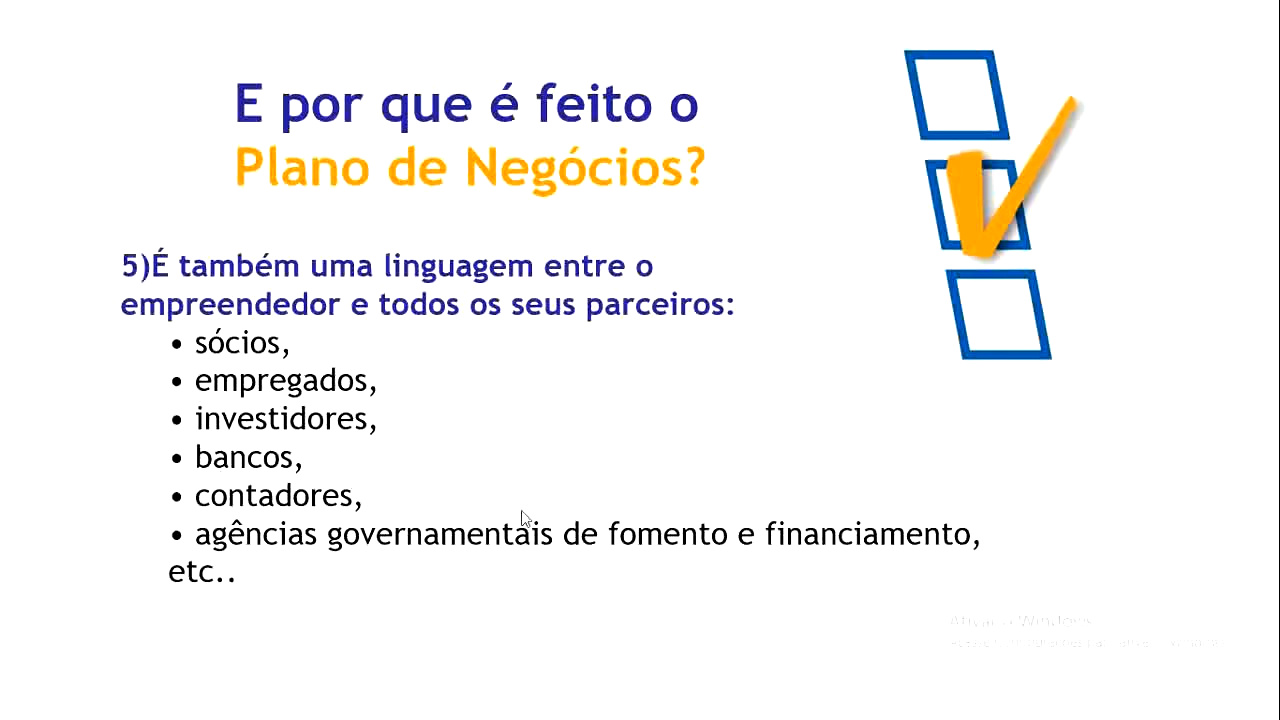 E por que é feito o
Plano de Negócios?
5)É também uma linguagem entre o
empreendedor e todos os seus parceiros:
• sócios,
• empregados,
• investidores,
• bancos,
• contadores,
• agências governamentais de fomento e financiamento,
etc..